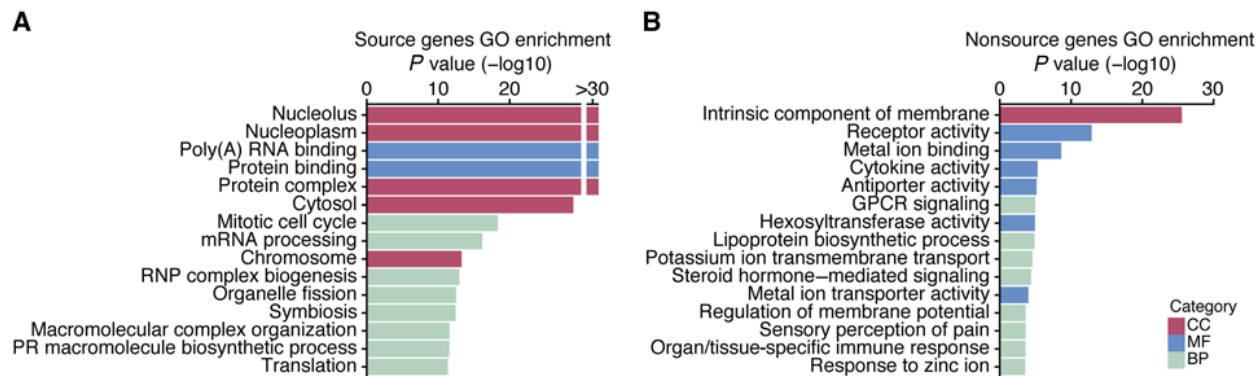 A
Source genes GO enrichment
P value (−log10)
0 10 20 >30
Nucleolus
Nucleoplasm
Poly(A) RNA binding
Protein binding
Protein complex
Cytosol
Mitotic cell cycle
mRNA processing
Chromosome
RNP complex biogenesis
Organelle fission
Symbiosis
Macromolecular complex organization
PR macromolecule biosynthetic process
Translation
B
Nonsource genes GO enrichment
P value (−log10)
0 10 20 30
Intrinsic component of membrane
Receptor activity
Metal ion binding
Cytokine activity
Antiporter activity
GPCR signaling
Hexosyltransferase activity
Lipoprotein biosynthetic process
Potassium ion transmembrane transport
Steroid hormone−mediated signaling
Metal ion transporter activity
Regulation of membrane potential
Sensory perception of pain
Organ/tissue-specific immune response
Response to zinc ion
Category
CC
MF
BP